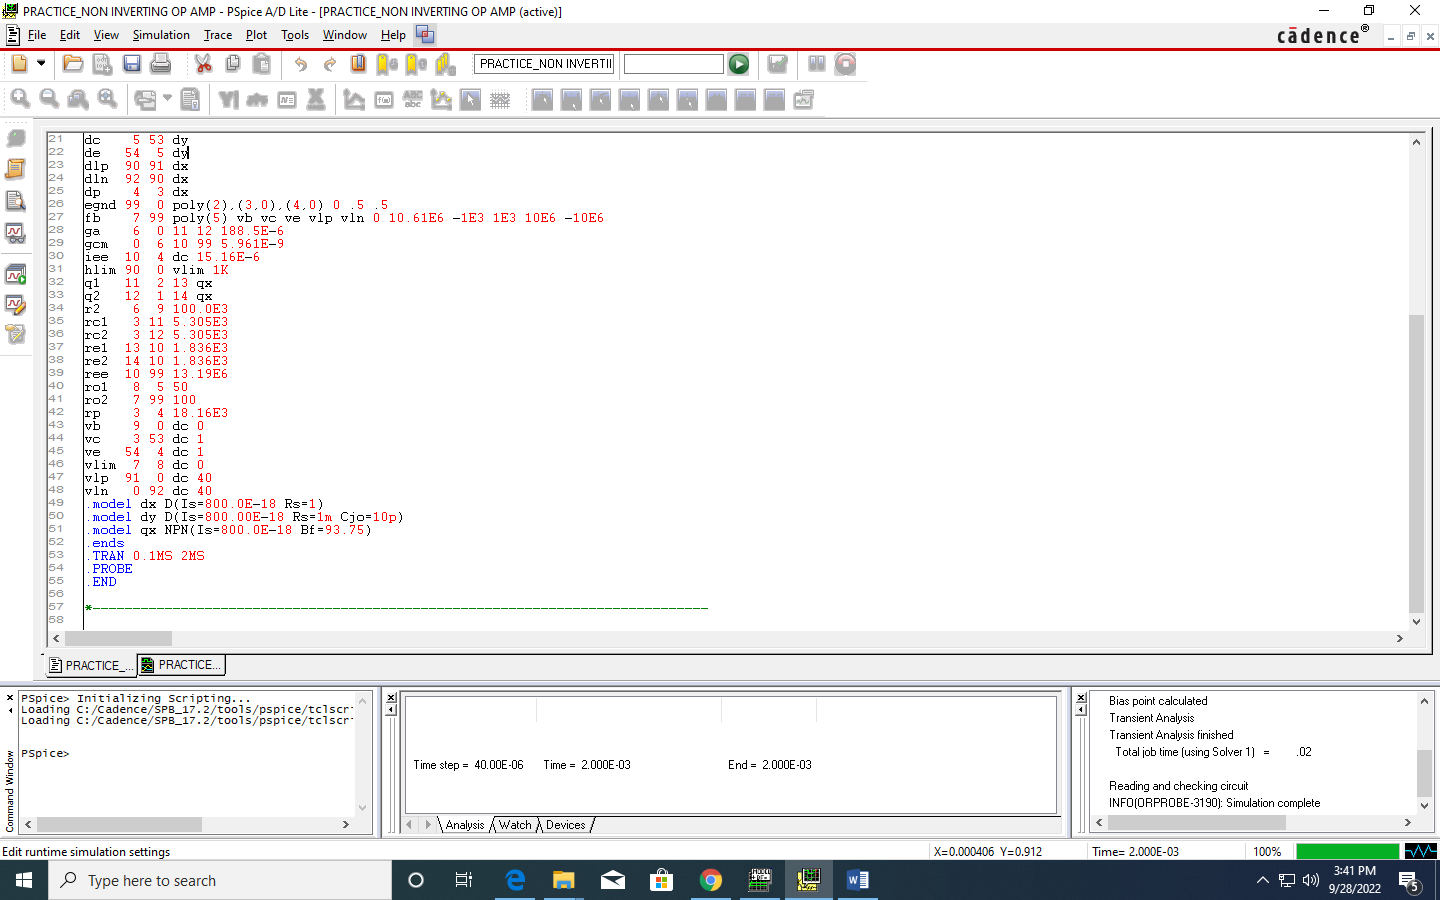 PRACTICE_NON INVERTING OP AMP - PSpice A/D Lite - [PRACTICE_NON INVERTING OP AMP (active)]
File Edit View Simulation Trace Plot Tools Window Help
cādence®
PRACTICE_NON INVERTII
21 dc 5 53 dy
22 de 54 5 dy
23 dlp 90 91 dx
24 dln 92 90 dx
25 dp 4 3 dx
26 egnd 99 0 poly(2),(3,0),(4,0) 0 .5 .5
27 fb 7 99 poly(5) vb vc ve vlp vln 0 10.61E6 -1E3 1E3 10E6 -10E6
28 ga 6 0 11 12 188.5E-6
29 gcm 0 6 10 99 5.961E-9
30 iee 10 4 dc 15.16E-6
31 hlim 90 0 vlim 1K
32 q1 11 2 13 qx
33 q2 12 1 14 qx
34 r2 6 9 100.0E3
35 rc1 3 11 5.305E3
36 rc2 3 12 5.305E3
37 re1 13 10 1.836E3
38 re2 14 10 1.836E3
39 ree 10 99 13.19E6
40 ro1 8 5 50
41 ro2 7 99 100
42 rp 3 4 18.16E3
43 vb 9 0 dc 0
44 vc 3 53 dc 1
45 ve 54 4 dc 1
46 vlim 7 8 dc 0
47 vlp 91 0 dc 40
48 vln 0 92 dc 40
49 .model dx D(Is=800.0E-18 Rs=1)
50 .model dy D(Is=800.00E-18 Rs=1m Cjo=10p)
51 .model qx NPN(Is=800.0E-18 Bf=93.75)
52 .ends
53 .TRAN 0.1MS 2MS
54 .PROBE
55 .END
56
57 *-----------------------------------------------------------------------------
58
PRACTICE_... PRACTICE...
Command Window
PSpice> Initializing Scripting...
Loading C:/Cadence/SPB_17.2/tools/pspice/tclscr
Loading C:/Cadence/SPB_17.2/tools/pspice/tclscr
PSpice>
Time step = 40.00E-06 Time = 2.000E-03 End = 2.000E-03
Analysis Watch Devices
Bias point calculated
Transient Analysis
Transient Analysis finished
Total job time (using Solver 1) = .02
Reading and checking circuit
INFO(ORPROBE-3190): Simulation complete
Edit runtime simulation settings X=0.000406 Y=0.912 Time= 2.000E-03 100%
Type here to search
3:41 PM
9/28/2022
5